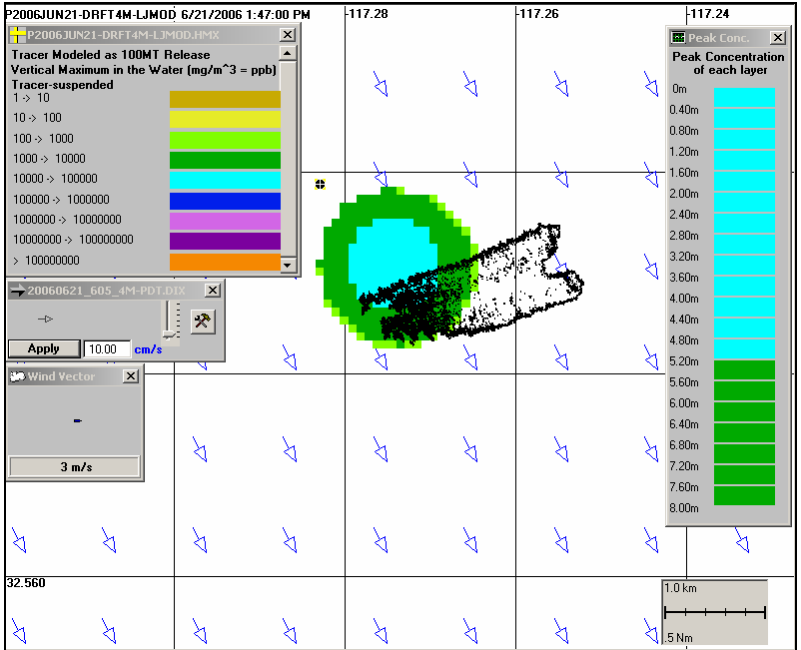 P2006JUN21-DRFT4M-LJMOD 6/21/2006 1:47:00 PM
-117.28
-117.26
-117.24
P2006JUN21-DRFT4M-LJMOD.HMX
Tracer Modeled as 100MT Release
Vertical Maximum in the Water (mg/m^3 = ppb)
Tracer-suspended
1 -> 10
10 -> 100
100 -> 1000
1000 -> 10000
10000 -> 100000
100000 -> 1000000
1000000 -> 10000000
10000000 -> 100000000
> 100000000
20060621_605_4M-PDT.DIX
Apply
10.00
cm/s
Wind Vector
3 m/s
Peak Conc.
Peak Concentration
of each layer
0m
0.40m
0.80m
1.20m
1.60m
2.00m
2.40m
2.80m
3.20m
3.60m
4.00m
4.40m
4.80m
5.20m
5.60m
6.00m
6.40m
6.80m
7.20m
7.60m
8.00m
32.560
1.0 km
.5 Nm